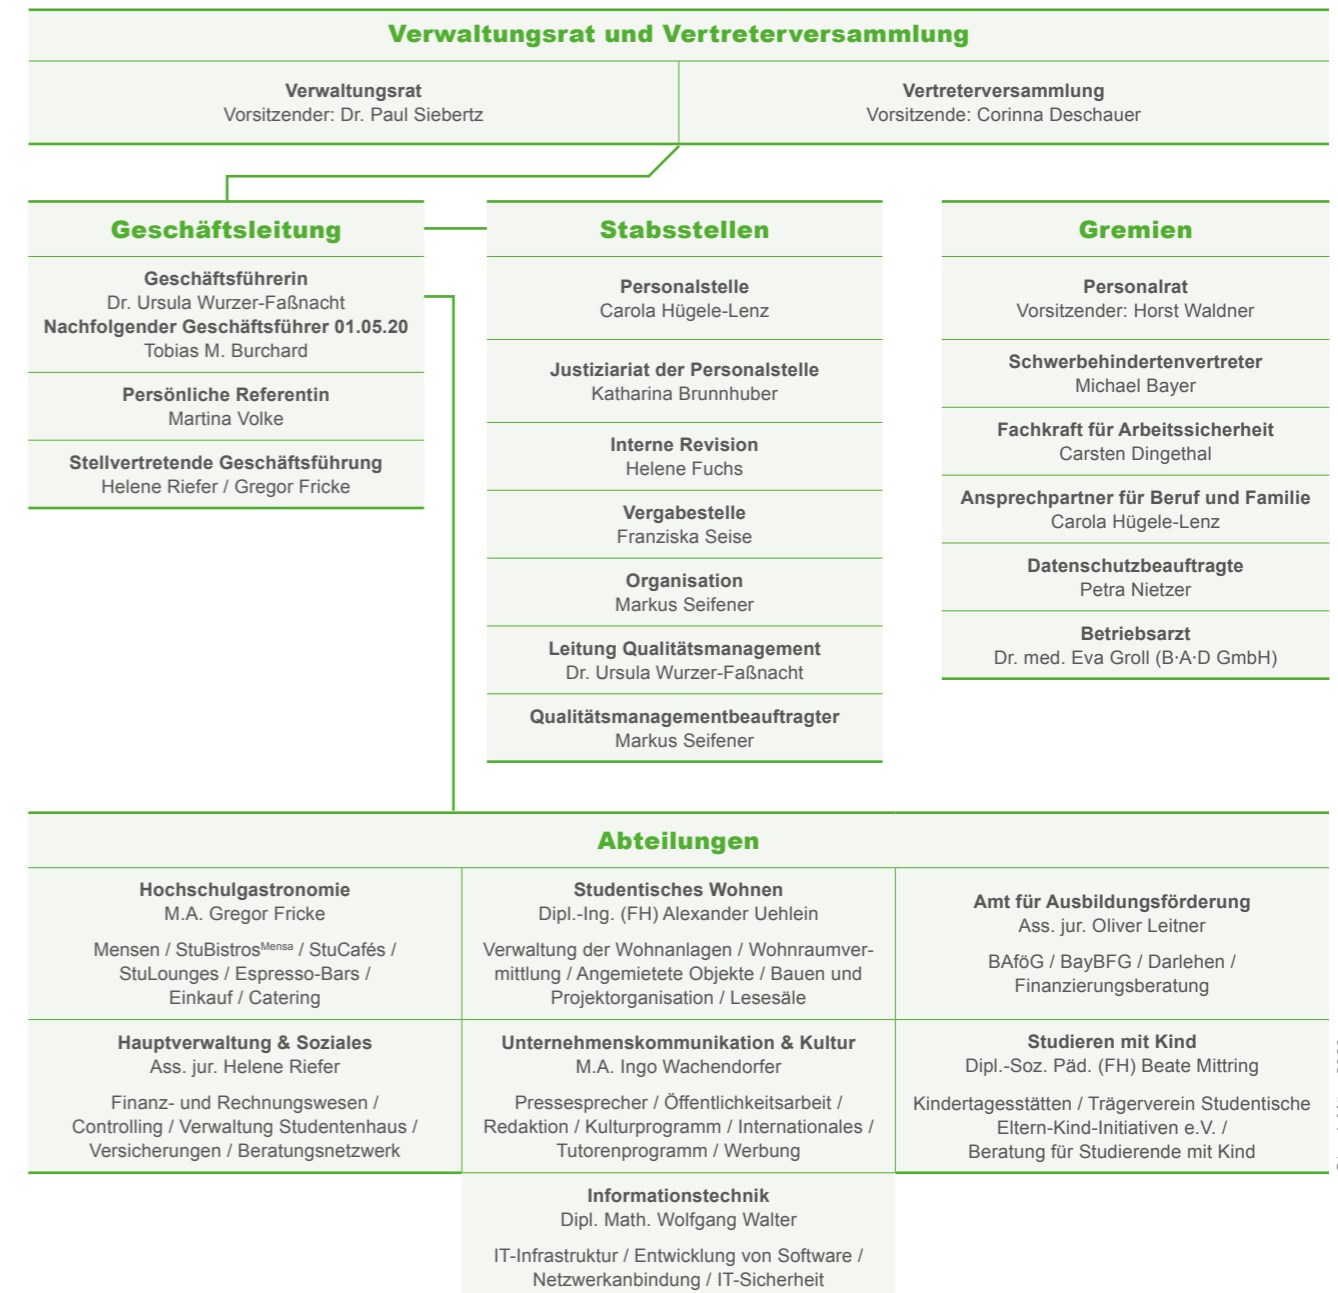 Verwaltungsrat und Vertreterversammlung
Verwaltungsrat
Vorsitzender: Dr. Paul Siebertz
Vertreterversammlung
Vorsitzende: Corinna Deschauer
Geschäftsleitung
Geschäftsführerin
Dr. Ursula Wurzer-Faßnacht
Nachfolgender Geschäftsführer 01.05.20
Tobias M. Burchard
Persönliche Referentin
Martina Volke
Stellvertretende Geschäftsführung
Helene Riefer / Gregor Fricke
Stabsstellen
Personalstelle
Carola Hügele-Lenz
Justiziariat der Personalstelle
Katharina Brunnhuber
Interne Revision
Helene Fuchs
Vergabestelle
Franziska Seise
Organisation
Markus Seifener
Leitung Qualitätsmanagement
Dr. Ursula Wurzer-Faßnacht
Qualitätsmanagementbeauftragter
Markus Seifener
Gremien
Personalrat
Vorsitzender: Horst Waldner
Schwerbehindertenvertreter
Michael Bayer
Fachkraft für Arbeitssicherheit
Carsten Dingethal
Ansprechpartner für Beruf und Familie
Carola Hügele-Lenz
Datenschutzbeauftragte
Petra Nietzer
Betriebsarzt
Dr. med. Eva Groll (B·A·D GmbH)
Abteilungen
Hochschulgastronomie
M.A. Gregor Fricke
Mensen / StuBistrosMensa / StuCafés /
StuLounges / Espresso-Bars /
Einkauf / Catering
Studentisches Wohnen
Dipl.-Ing. (FH) Alexander Uehlein
Verwaltung der Wohnanlagen / Wohnraumver-
mittlung / Angemietete Objekte / Bauen und
Projektorganisation / Lesesäle
Amt für Ausbildungsförderung
Ass. jur. Oliver Leitner
BAföG / BayBFG / Darlehen /
Finanzierungsberatung
Hauptverwaltung & Soziales
Ass. jur. Helene Riefer
Finanz- und Rechnungswesen /
Controlling / Verwaltung Studentenhaus /
Versicherungen / Beratungsnetzwerk
Unternehmenskommunikation & Kultur
M.A. Ingo Wachendorfer
Pressesprecher / Öffentlichkeitsarbeit /
Redaktion / Kulturprogramm / Internationales /
Tutorenprogramm / Werbung
Studieren mit Kind
Dipl.-Soz. Päd. (FH) Beate Mittring
Kindertagesstätten / Trägerverein Studentische
Eltern-Kind-Initiativen e.V. /
Beratung für Studierende mit Kind
Informationstechnik
Dipl. Math. Wolfgang Walter
IT-Infrastruktur / Entwicklung von Software /
Netzwerkanbindung / IT-Sicherheit